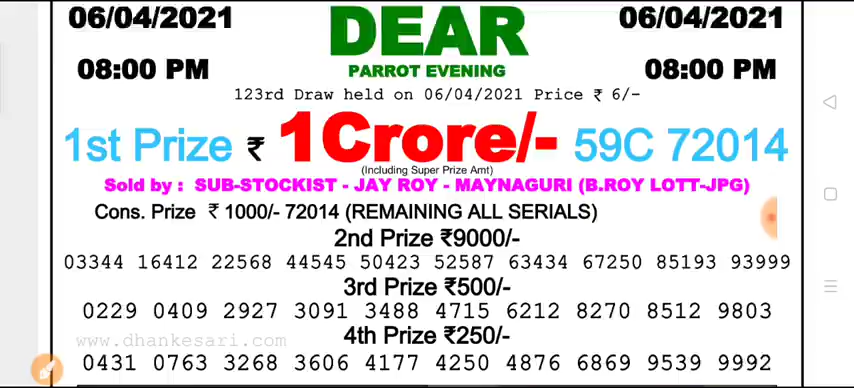 06/04/2021 DEAR 06/04/2021
08:00 PM PARROT EVENING 08:00 PM
123rd Draw held on 06/04/2021 Price ₹ 6/-
1st Prize ₹ 1Crore/- 59C 72014
(Including Super Prize Amt)
Sold by : SUB-STOCKIST - JAY ROY - MAYNAGURI (B.ROY LOTT-JPG)
Cons. Prize ₹ 1000/- 72014 (REMAINING ALL SERIALS)
2nd Prize ₹9000/-
03344 16412 22568 44545 50423 52587 63434 67250 85193 93999
3rd Prize ₹500/-
0229 0409 2927 3091 3488 4715 6212 8270 8512 9803
www.dhankesari.com 4th Prize ₹250/-
0431 0763 3268 3606 4177 4250 4876 6869 9539 9992